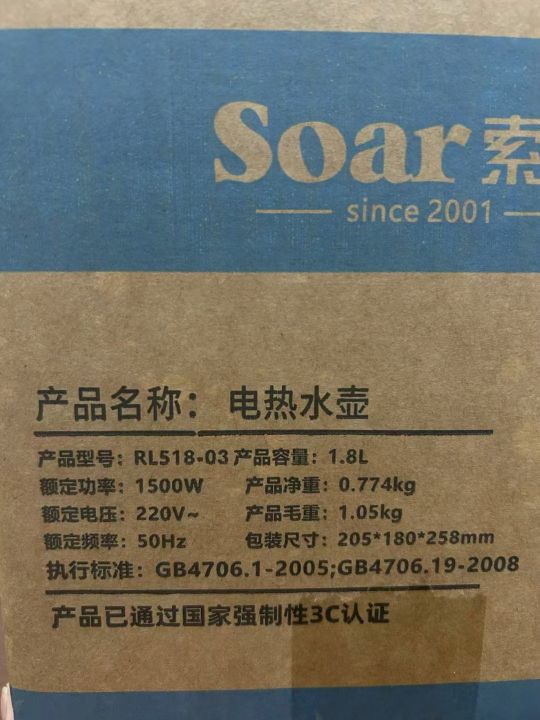 Soar索
since 2001
产品名称：电热水壶
产品型号：RL518-03 产品容量：1.8L
额定功率：1500W 产品净重：0.774kg
额定电压：220V~ 产品毛重：1.05kg
额定频率：50Hz 包装尺寸：205*180*258mm
执行标准：GB4706.1-2005;GB4706.19-2008
产品已通过国家强制性3C认证